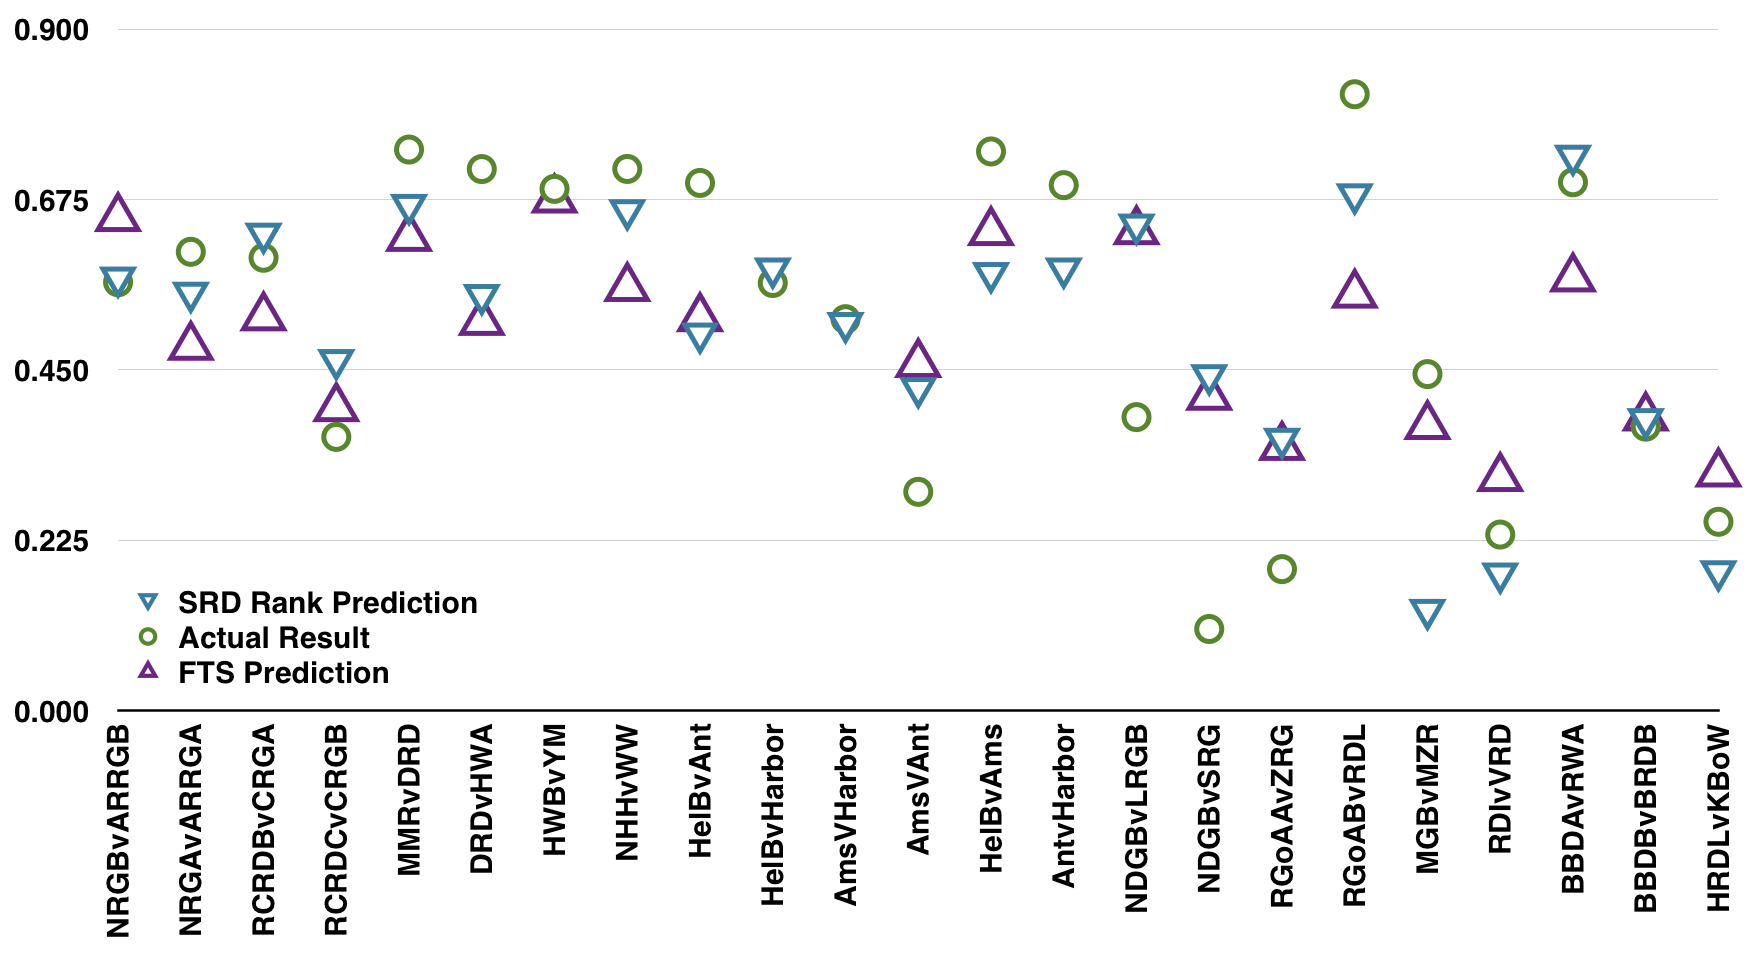 0.900
0.675
0.450
0.225
0.000
SRD Rank Prediction
Actual Result
FTS Prediction
NRGBvARRGB
NRGAvARRGA
RCRDBvCRGA
RCRDCvCRGB
MMRvDRD
DRDvHWA
HWBvYM
NHHvWW
HelBvAnt
HelBvHarbor
AmsVHarbor
AmsVAnt
HelBvAms
AntvHarbor
NDGBvLRGB
NDGBvSRG
RGoAAvZRG
RGoABvRDL
MGBvMZR
RDIvVRD
BBDAvRWA
BBDBvBRDB
HRDLvKBoW